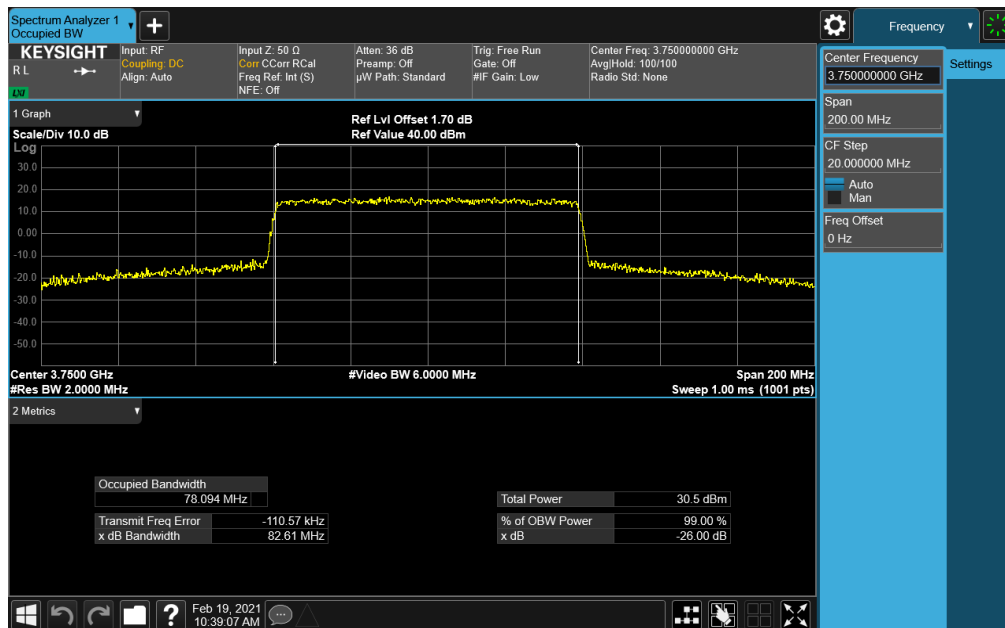 Spectrum Analyzer 1
Occupied BW
Frequency
KEYSIGHT
R L
LXI
Input: RF
Coupling: DC
Align: Auto
Input Z: 50 Ω
Corr CCorr RCal
Freq Ref: Int (S)
NFE: Off
Atten: 36 dB
Preamp: Off
µW Path: Standard
Trig: Free Run
Gate: Off
#IF Gain: Low
Center Freq: 3.750000000 GHz
Avg|Hold: 100/100
Radio Std: None
Center Frequency
3.750000000 GHz
Settings
Span
200.00 MHz
CF Step
20.000000 MHz
Auto
Man
Freq Offset
0 Hz
1 Graph
Scale/Div 10.0 dB
Ref Lvl Offset 1.70 dB
Ref Value 40.00 dBm
Log
30.0
20.0
10.0
0.00
-10.0
-20.0
-30.0
-40.0
-50.0
Center 3.7500 GHz
#Video BW 6.0000 MHz
Span 200 MHz
#Res BW 2.0000 MHz
Sweep 1.00 ms (1001 pts)
2 Metrics
Occupied Bandwidth
78.094 MHz
Total Power 30.5 dBm
Transmit Freq Error -110.57 kHz
% of OBW Power 99.00 %
x dB Bandwidth 82.61 MHz
x dB -26.00 dB
?
Feb 19, 2021
10:39:07 AM